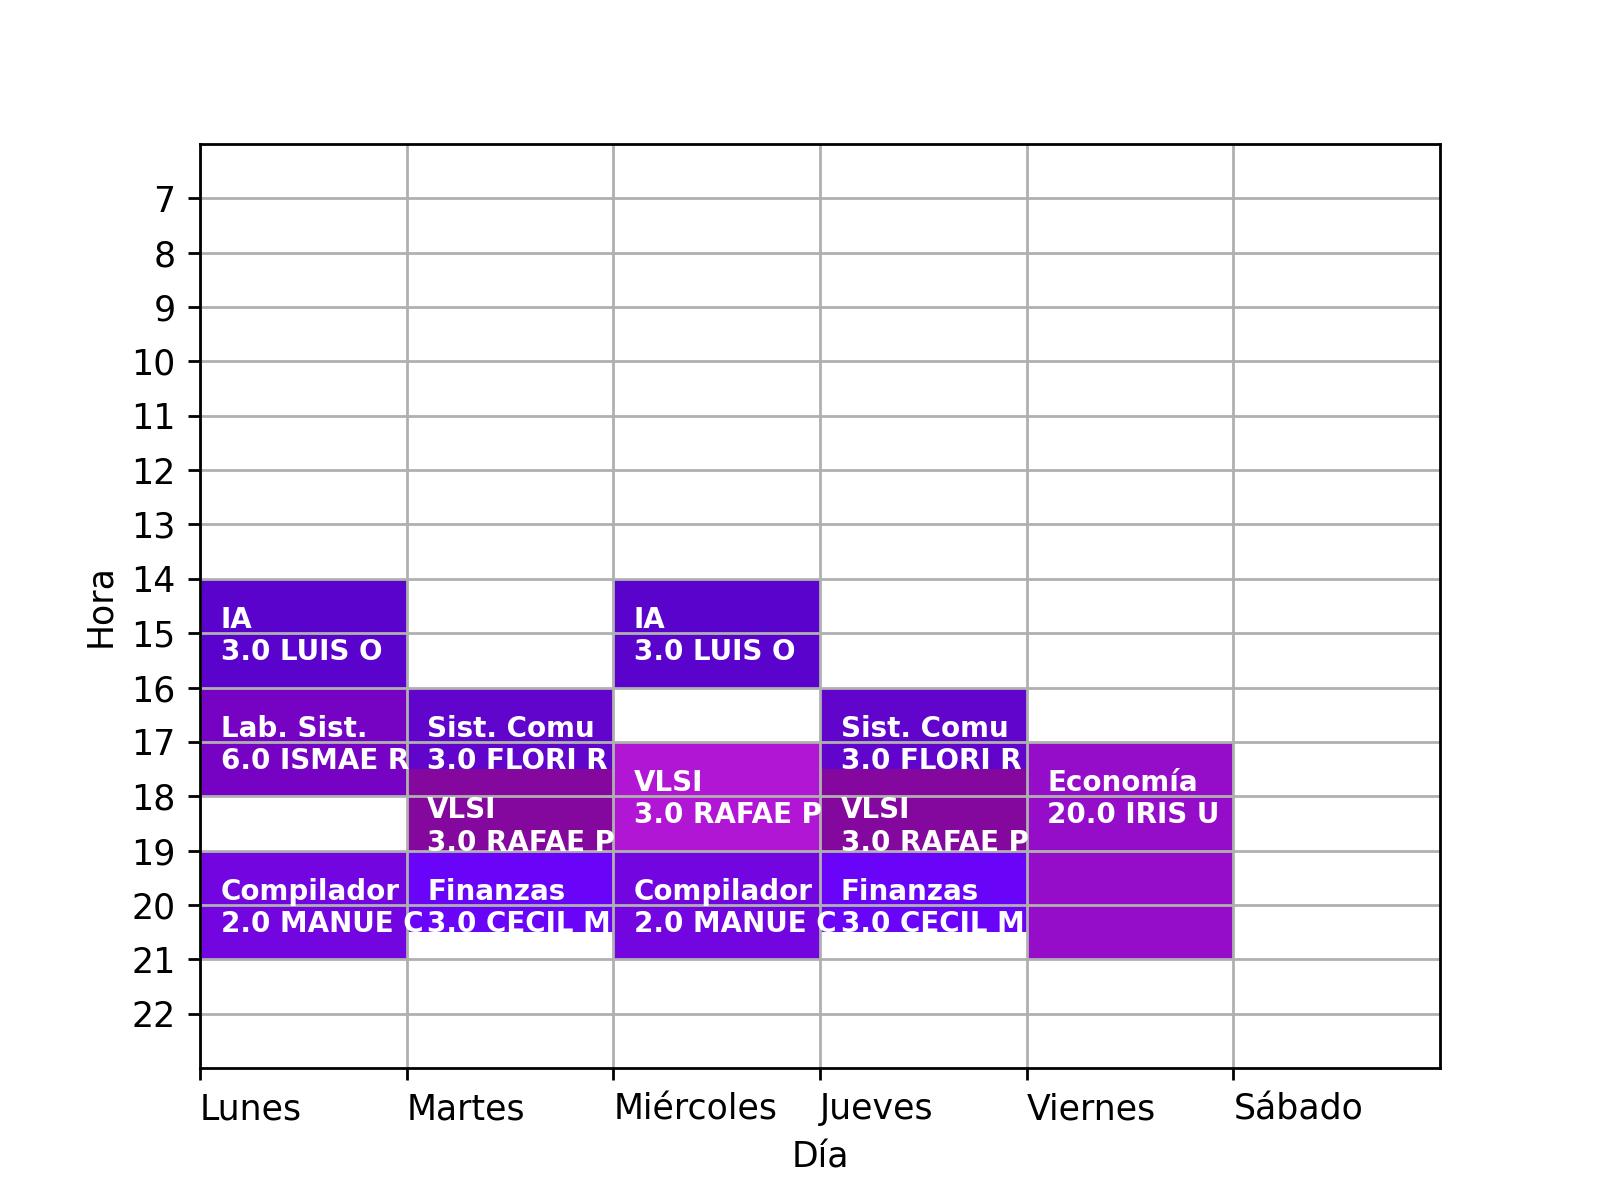 7
8
9
10
11
12
13
14
15
16
17
18
19
20
21
22
Hora
IA
3.0 LUIS O
IA
3.0 LUIS O
Lab. Sist.
6.0 ISMAE R
Sist. Comu
3.0 FLORI R
Sist. Comu
3.0 FLORI R
VLSI
3.0 RAFAE P
VLSI
3.0 RAFAE P
VLSI
3.0 RAFAE P
Economía
20.0 IRIS U
Compilador
2.0 MANUE C
Finanzas
3.0 CECIL M
Compilador
2.0 MANUE C
Finanzas
3.0 CECIL M
Lunes
Martes
Miércoles
Jueves
Viernes
Sábado
Día